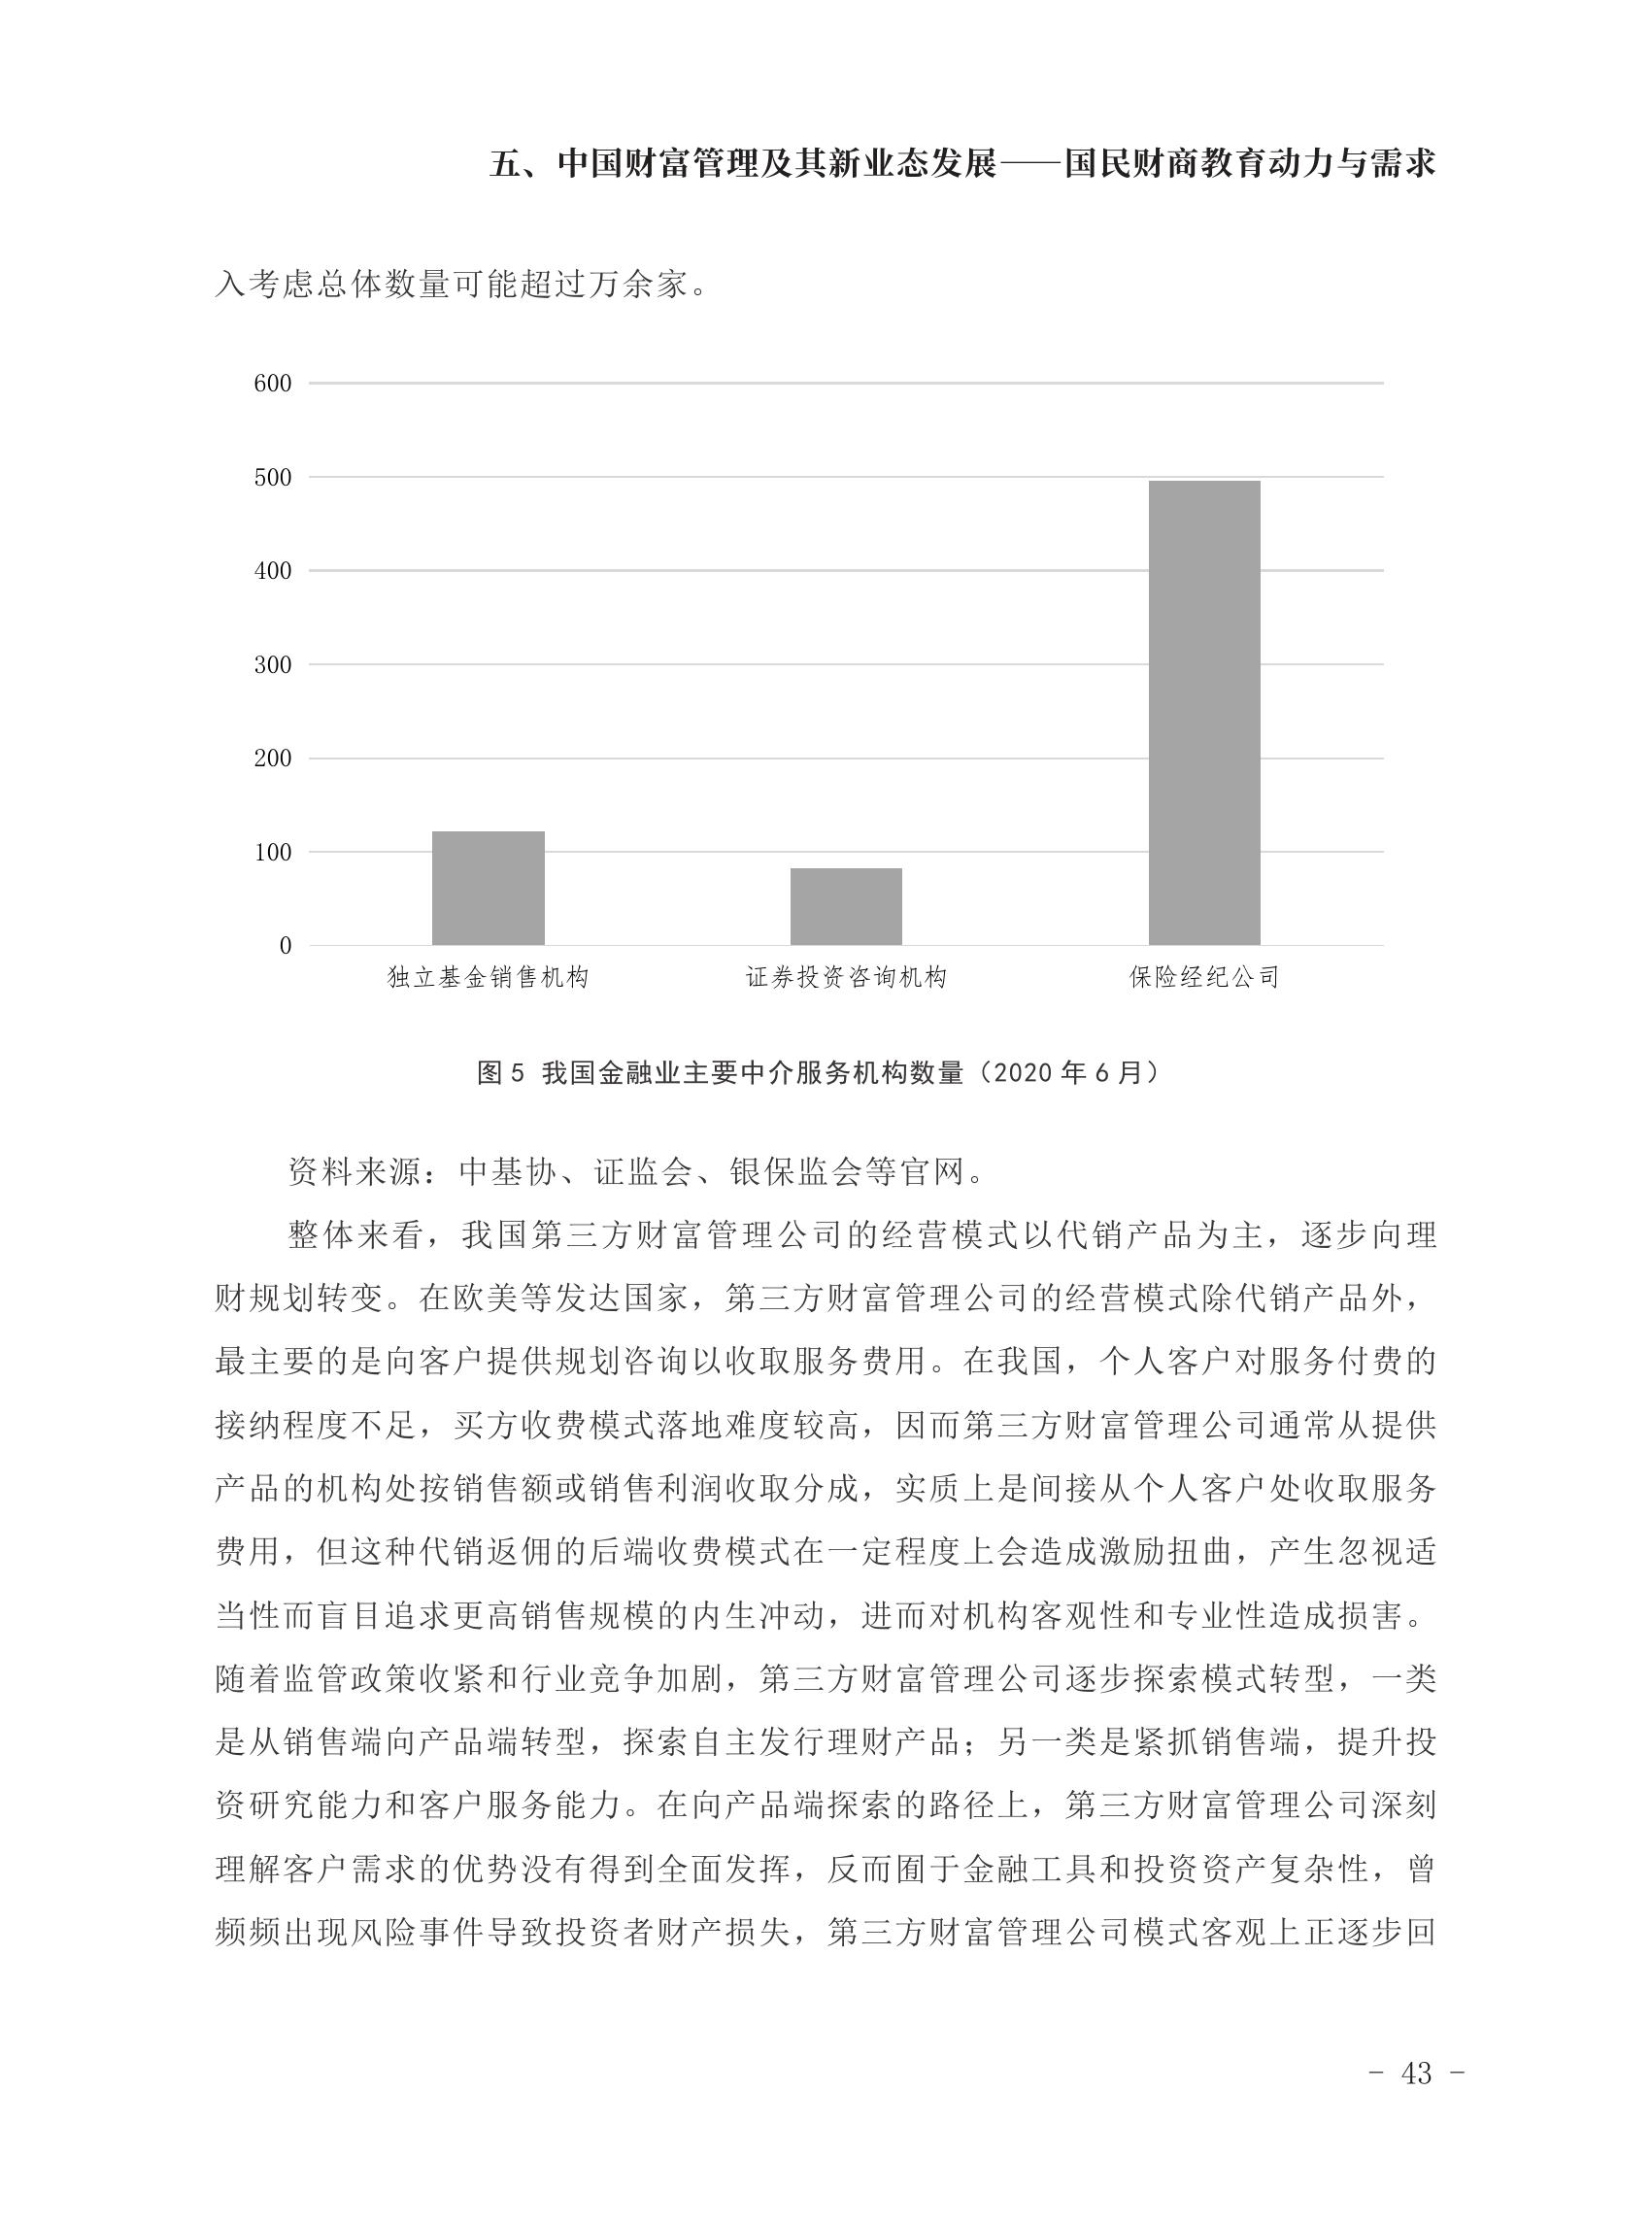 五、中国财富管理及其新业态发展——国民财商教育动力与需求
入考虑总体数量可能超过万余家。
600
500
400
300
200
100
0
独立基金销售机构 证券投资咨询机构 保险经纪公司
图 5 我国金融业主要中介服务机构数量（2020 年 6 月）
资料来源：中基协、证监会、银保监会等官网。
整体来看，我国第三方财富管理公司的经营模式以代销产品为主，逐步向理
财规划转变。在欧美等发达国家，第三方财富管理公司的经营模式除代销产品外，
最主要的是向客户提供规划咨询以收取服务费用。在我国，个人客户对服务付费的
接纳程度不足，买方收费模式落地难度较高，因而第三方财富管理公司通常从提供
产品的机构处按销售额或销售利润收取分成，实质上是间接从个人客户处收取服务
费用，但这种代销返佣的后端收费模式在一定程度上会造成激励扭曲，产生忽视适
当性而盲目追求更高销售规模的内生冲动，进而对机构客观性和专业性造成损害。
随着监管政策收紧和行业竞争加剧，第三方财富管理公司逐步探索模式转型，一类
是从销售端向产品端转型，探索自主发行理财产品；另一类是紧抓销售端，提升投
资研究能力和客户服务能力。在向产品端探索的路径上，第三方财富管理公司深刻
理解客户需求的优势没有得到全面发挥，反而囿于金融工具和投资资产复杂性，曾
频频出现风险事件导致投资者财产损失，第三方财富管理公司模式客观上正逐步回
- 43 -